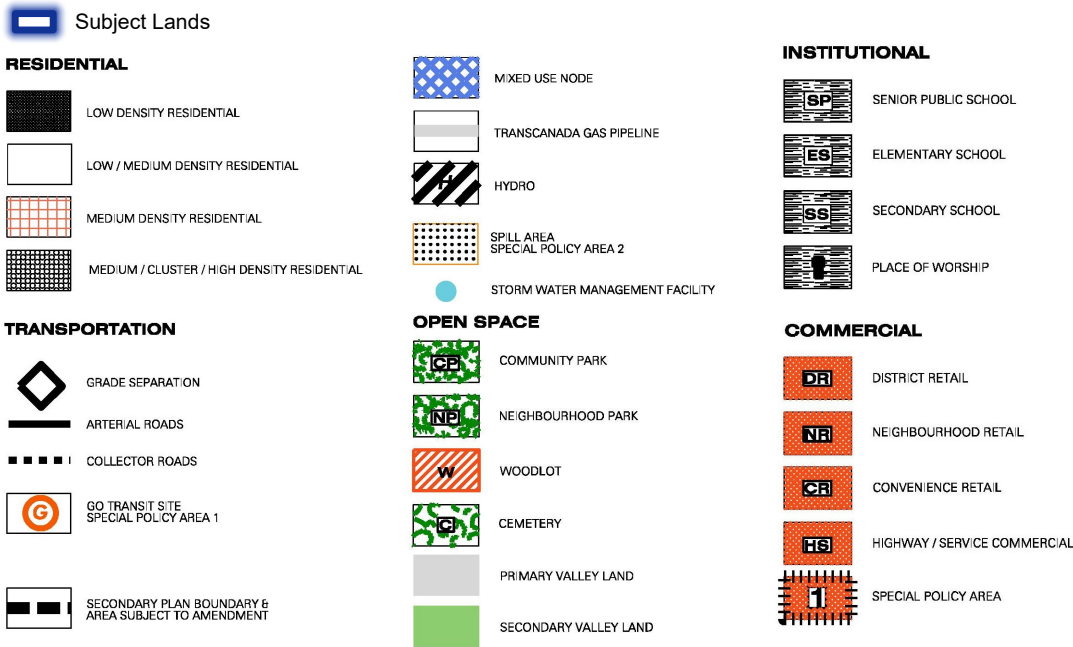 Subject Lands
RESIDENTIAL
LOW DENSITY RESIDENTIAL
LOW / MEDIUM DENSITY RESIDENTIAL
MEDIUM DENSITY RESIDENTIAL
MEDIUM / CLUSTER / HIGH DENSITY RESIDENTIAL
TRANSPORTATION
GRADE SEPARATION
ARTERIAL ROADS
COLLECTOR ROADS
G
GO TRANSIT SITE
SPECIAL POLICY AREA 1
SECONDARY PLAN BOUNDARY &
AREA SUBJECT TO AMENDMENT
MIXED USE NODE
TRANSCANADA GAS PIPELINE
H
HYDRO
SPILL AREA
SPECIAL POLICY AREA 2
STORM WATER MANAGEMENT FACILITY
OPEN SPACE
CP
COMMUNITY PARK
NP
NEIGHBOURHOOD PARK
W
WOODLOT
C
CEMETERY
PRIMARY VALLEY LAND
SECONDARY VALLEY LAND
INSTITUTIONAL
SP
SENIOR PUBLIC SCHOOL
ES
ELEMENTARY SCHOOL
SS
SECONDARY SCHOOL
PLACE OF WORSHIP
COMMERCIAL
DR
DISTRICT RETAIL
NR
NEIGHBOURHOOD RETAIL
CR
CONVENIENCE RETAIL
HS
HIGHWAY / SERVICE COMMERCIAL
1
SPECIAL POLICY AREA